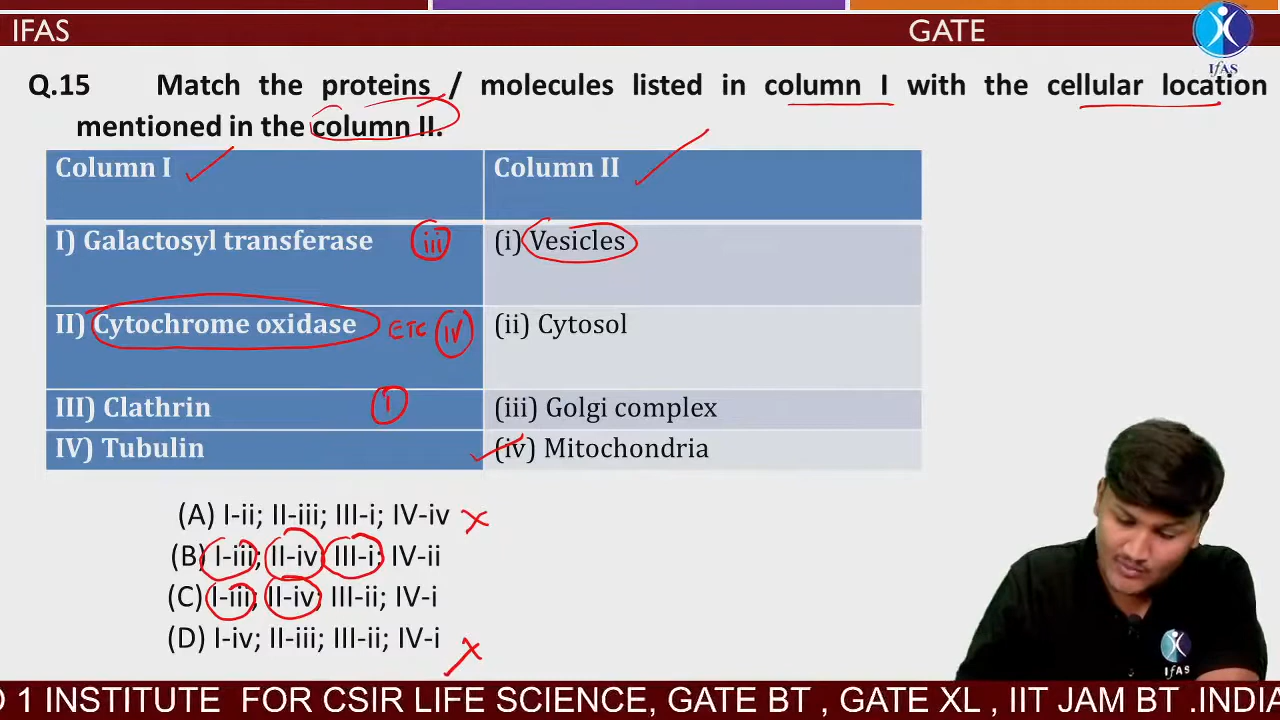 IFAS
GATE
IfAS
Q.15 Match the proteins / molecules listed in column I with the cellular location
mentioned in the column II.
Column I
Column II
I) Galactosyl transferase iii
(i) Vesicles
II) Cytochrome oxidase ETC iv
(ii) Cytosol
III) Clathrin i
(iii) Golgi complex
IV) Tubulin
(iv) Mitochondria
(A) I-ii; II-iii; III-i; IV-iv
(B) I-iii; II-iv; III-i; IV-ii
(C) I-iii; II-iv; III-ii; IV-i
(D) I-iv; II-iii; III-ii; IV-i
IfAS
O 1 INSTITUTE FOR CSIR LIFE SCIENCE, GATE BT , GATE XL , IIT JAM BT .INDIA